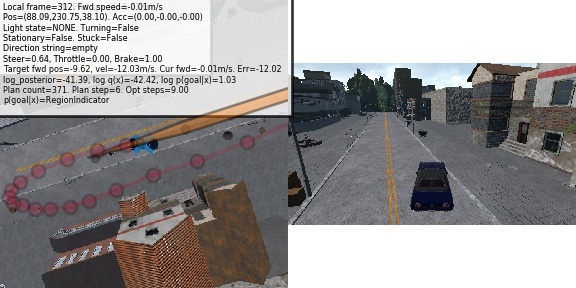 Local frame=312. Fwd speed=-0.01m/s
Pos=(88.09,230.75,38.10). Acc=(0.00,-0.00,-0.00)
Light state=NONE. Turning=False
Stationary=False. Stuck=False
Direction string=empty
Steer=0.64, Throttle=0.00, Brake=1.00
Target fwd pos=-9.62, vel=-12.03m/s. Cur fwd=-0.01m/s. Err=-12.02
log_posterior=-41.39, log q(x)=-42.42, log p(goal|x)=1.03
Plan count=371. Plan step=6. Opt steps=9.00
p(goal|x)=RegionIndicator